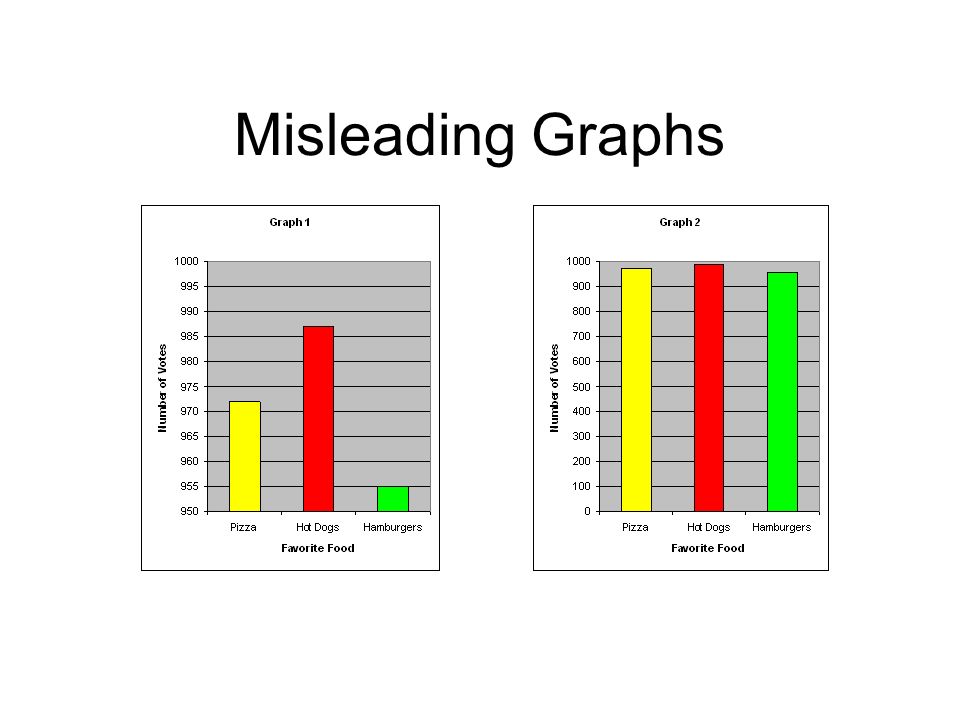 Misleading Graphs
Graph 1
1000
995
990
985
980
975
970
965
960
955
950
Number of Votes
Pizza Hot Dogs Hamburgers
Favorite Food
Graph 2
1000
900
800
700
600
500
400
300
200
100
0
Number of Votes
Pizza Hot Dogs Hamburgers
Favorite Food